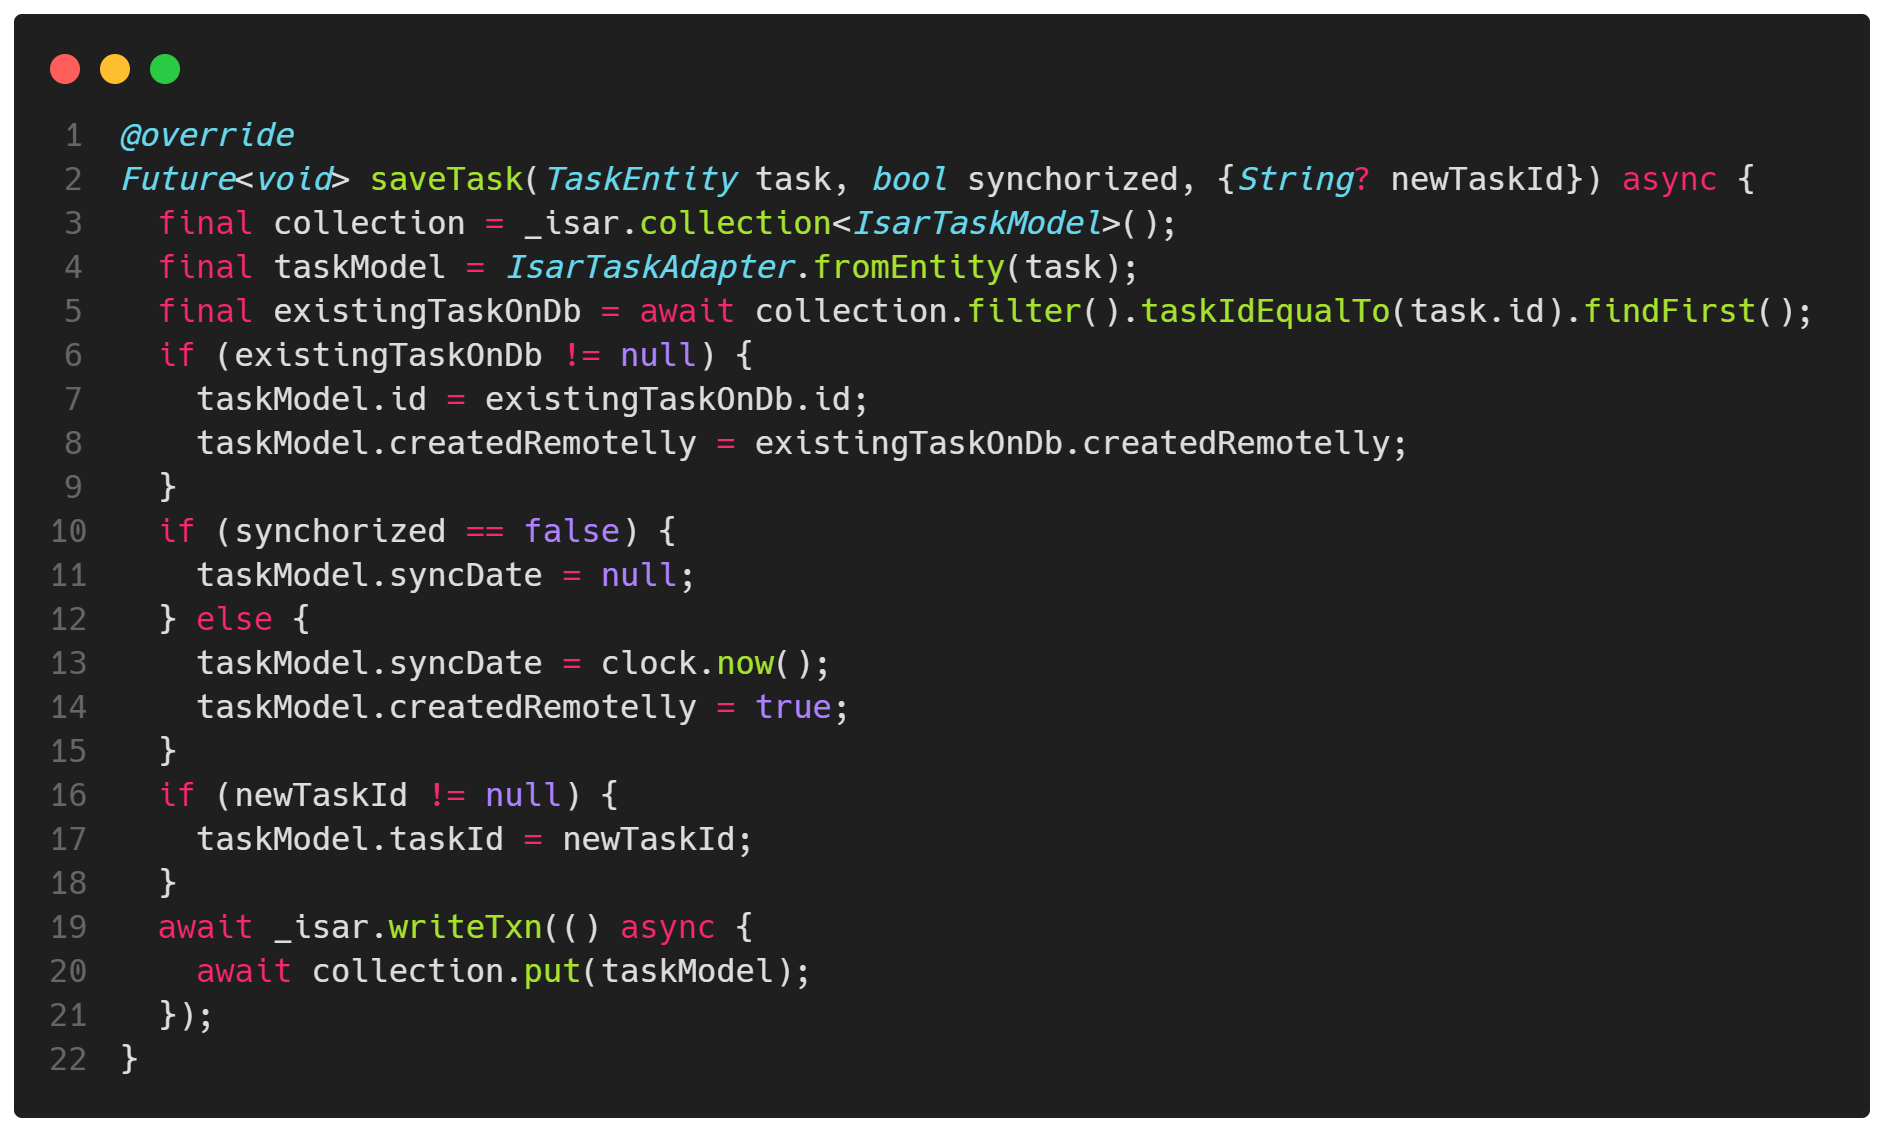 1 @override
2 Future<void> saveTask(TaskEntity task, bool synchorized, {String? newTaskId}) async {
3   final collection = _isar.collection<IsarTaskModel>();
4   final taskModel = IsarTaskAdapter.fromEntity(task);
5   final existingTaskOnDb = await collection.filter().taskIdEqualTo(task.id).findFirst();
6   if (existingTaskOnDb != null) {
7     taskModel.id = existingTaskOnDb.id;
8     taskModel.createdRemotelly = existingTaskOnDb.createdRemotelly;
9   }
10   if (synchorized == false) {
11     taskModel.syncDate = null;
12   } else {
13     taskModel.syncDate = clock.now();
14     taskModel.createdRemotelly = true;
15   }
16   if (newTaskId != null) {
17     taskModel.taskId = newTaskId;
18   }
19   await _isar.writeTxn(() async {
20     await collection.put(taskModel);
21   });
22 }